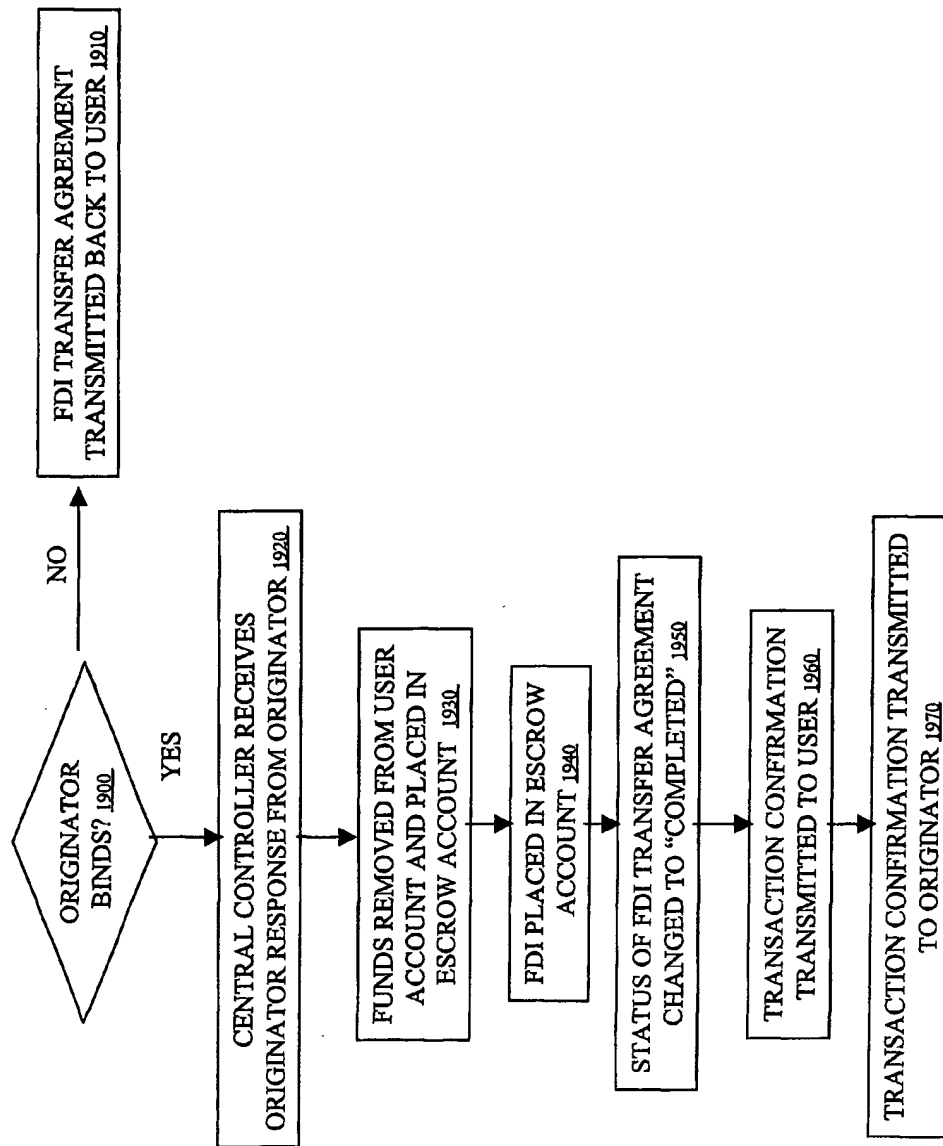 ORIGINATOR
BINDS? 1900
NO
FDI TRANSFER AGREEMENT
TRANSMITTED BACK TO USER 1910
YES
CENTRAL CONTROLLER RECEIVES
ORIGINATOR RESPONSE FROM ORIGINATOR 1920
FUNDS REMOVED FROM USER
ACCOUNT AND PLACED IN
ESCROW ACCOUNT 1930
FDI PLACED IN ESCROW
ACCOUNT 1940
STATUS OF FDI TRANSFER AGREEMENT
CHANGED TO “COMPLETED” 1950
TRANSACTION CONFIRMATION
TRANSMITTED TO USER 1960
TRANSACTION CONFIRMATION TRANSMITTED
TO ORIGINATOR 1970